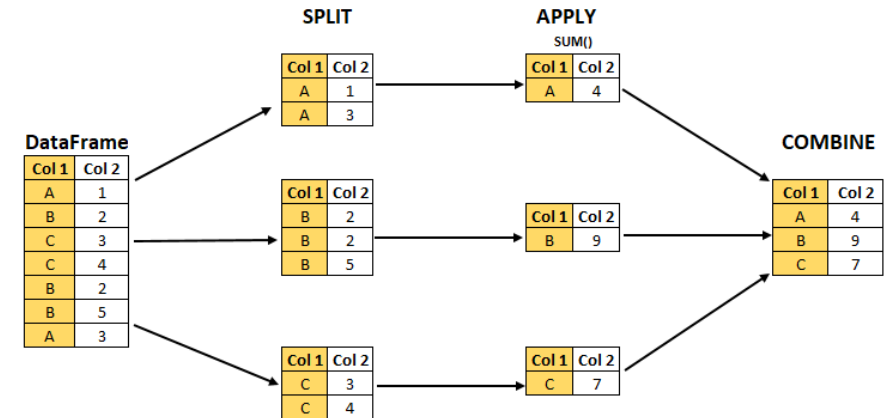 SPLIT
APPLY
SUM()
Col 1 Col 2
A 1
A 3
Col 1 Col 2
A 4
DataFrame
Col 1 Col 2
A 1
B 2
C 3
C 4
B 2
B 5
A 3
Col 1 Col 2
B 2
B 2
B 5
Col 1 Col 2
B 9
COMBINE
Col 1 Col 2
A 4
B 9
C 7
Col 1 Col 2
C 3
C 4
Col 1 Col 2
C 7